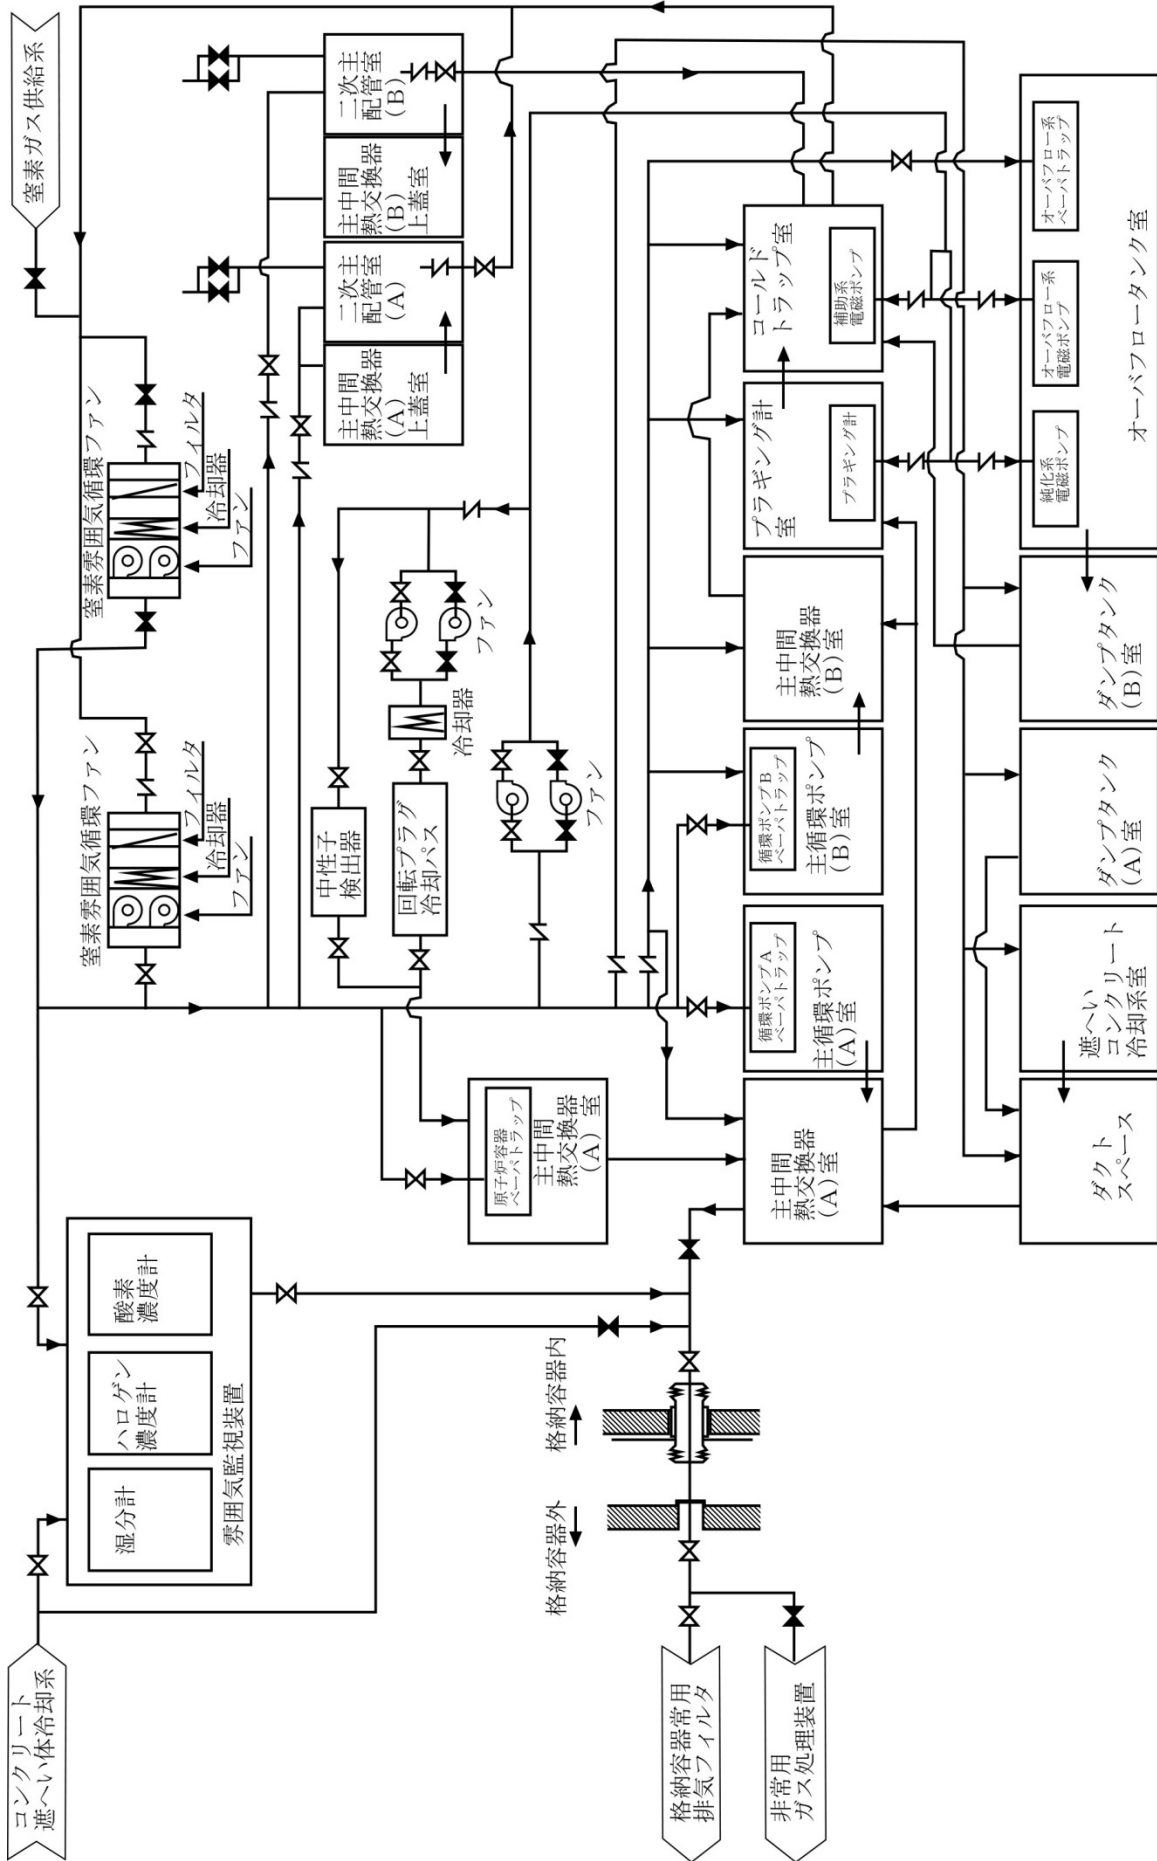 コンクリート
遮へい体冷却系
湿分計
ハロゲン
濃度計
酸素
濃度計
雰囲気監視装置
窒素雰囲気循環ファン
フィルタ
冷却器
ファン
窒素雰囲気循環ファン
フィルタ
冷却器
ファン
窒素ガス供給系
中性子
検出器
回転プラグ
冷却パス
冷却器
ファン
ファン
主中間
熱交換器
(A)
上蓋室
二次主
配管室
(A)
主中間
熱交換器
(B)
上蓋室
二次主
配管室
(B)
原子炉容器
ベーパトラップ
主中間
熱交換器
(A)室
格納容器外
格納容器内
格納容器常用
排気フィルタ
非常用
ガス処理装置
主中間
熱交換器
(A)室
循環ポンプA
ベーパトラップ
主循環ポンプ
(A)室
循環ポンプB
ベーパトラップ
主循環ポンプ
(B)室
主中間
熱交換器
(B)室
プラギング計
室
プラギング計
コールド
トラップ室
補助系
電磁ポンプ
ダクト
スペース
遮へい
コンクリート
冷却系室
ダンプタンク
(A)室
ダンプタンク
(B)室
純化系
電磁ポンプ
オーバフロー系
電磁ポンプ
オーバフロー系
ベーパトラップ
オーバフロータンク室